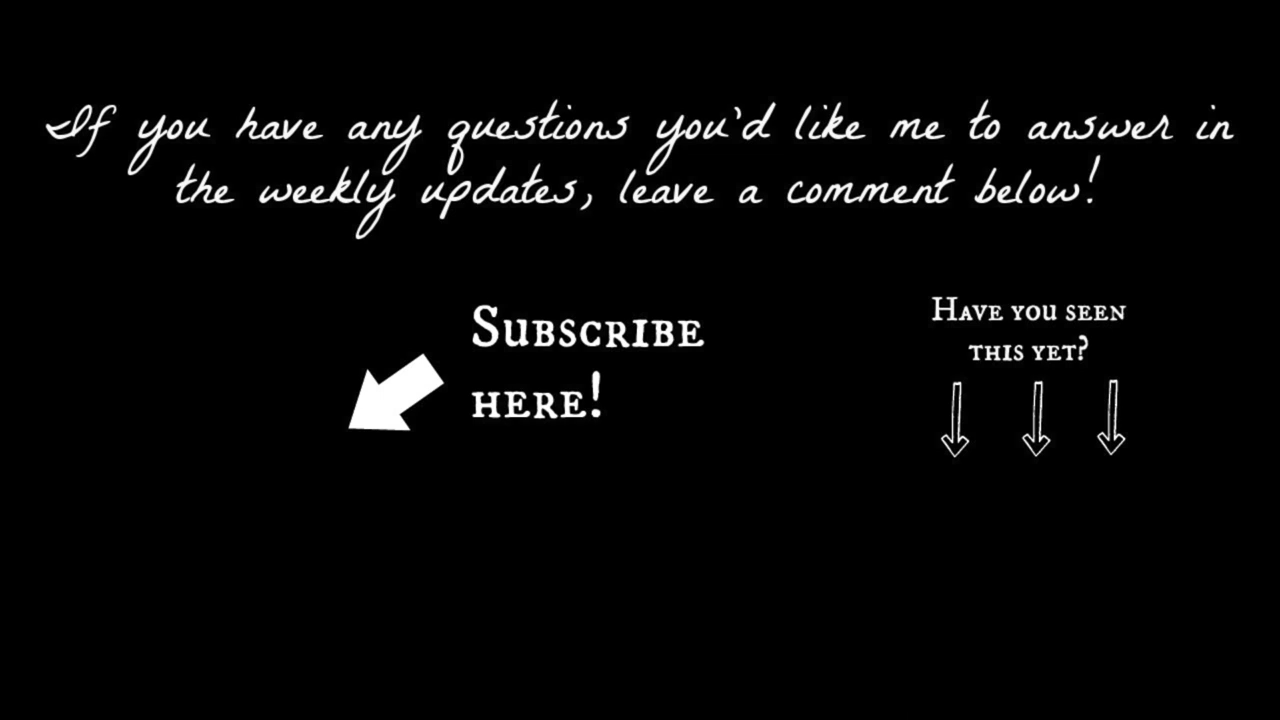 If you have any questions you'd like me to answer in
the weekly updates, leave a comment below!
Subscribe
here!
Have you seen
this yet?